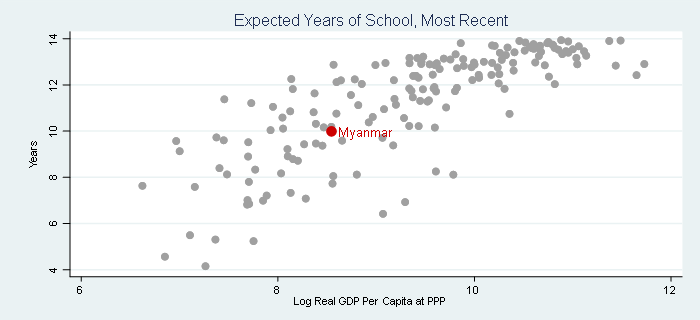 Expected Years of School, Most Recent
14
12
10
8
6
4
Years
Myanmar
6
8
10
12
Log Real GDP Per Capita at PPP